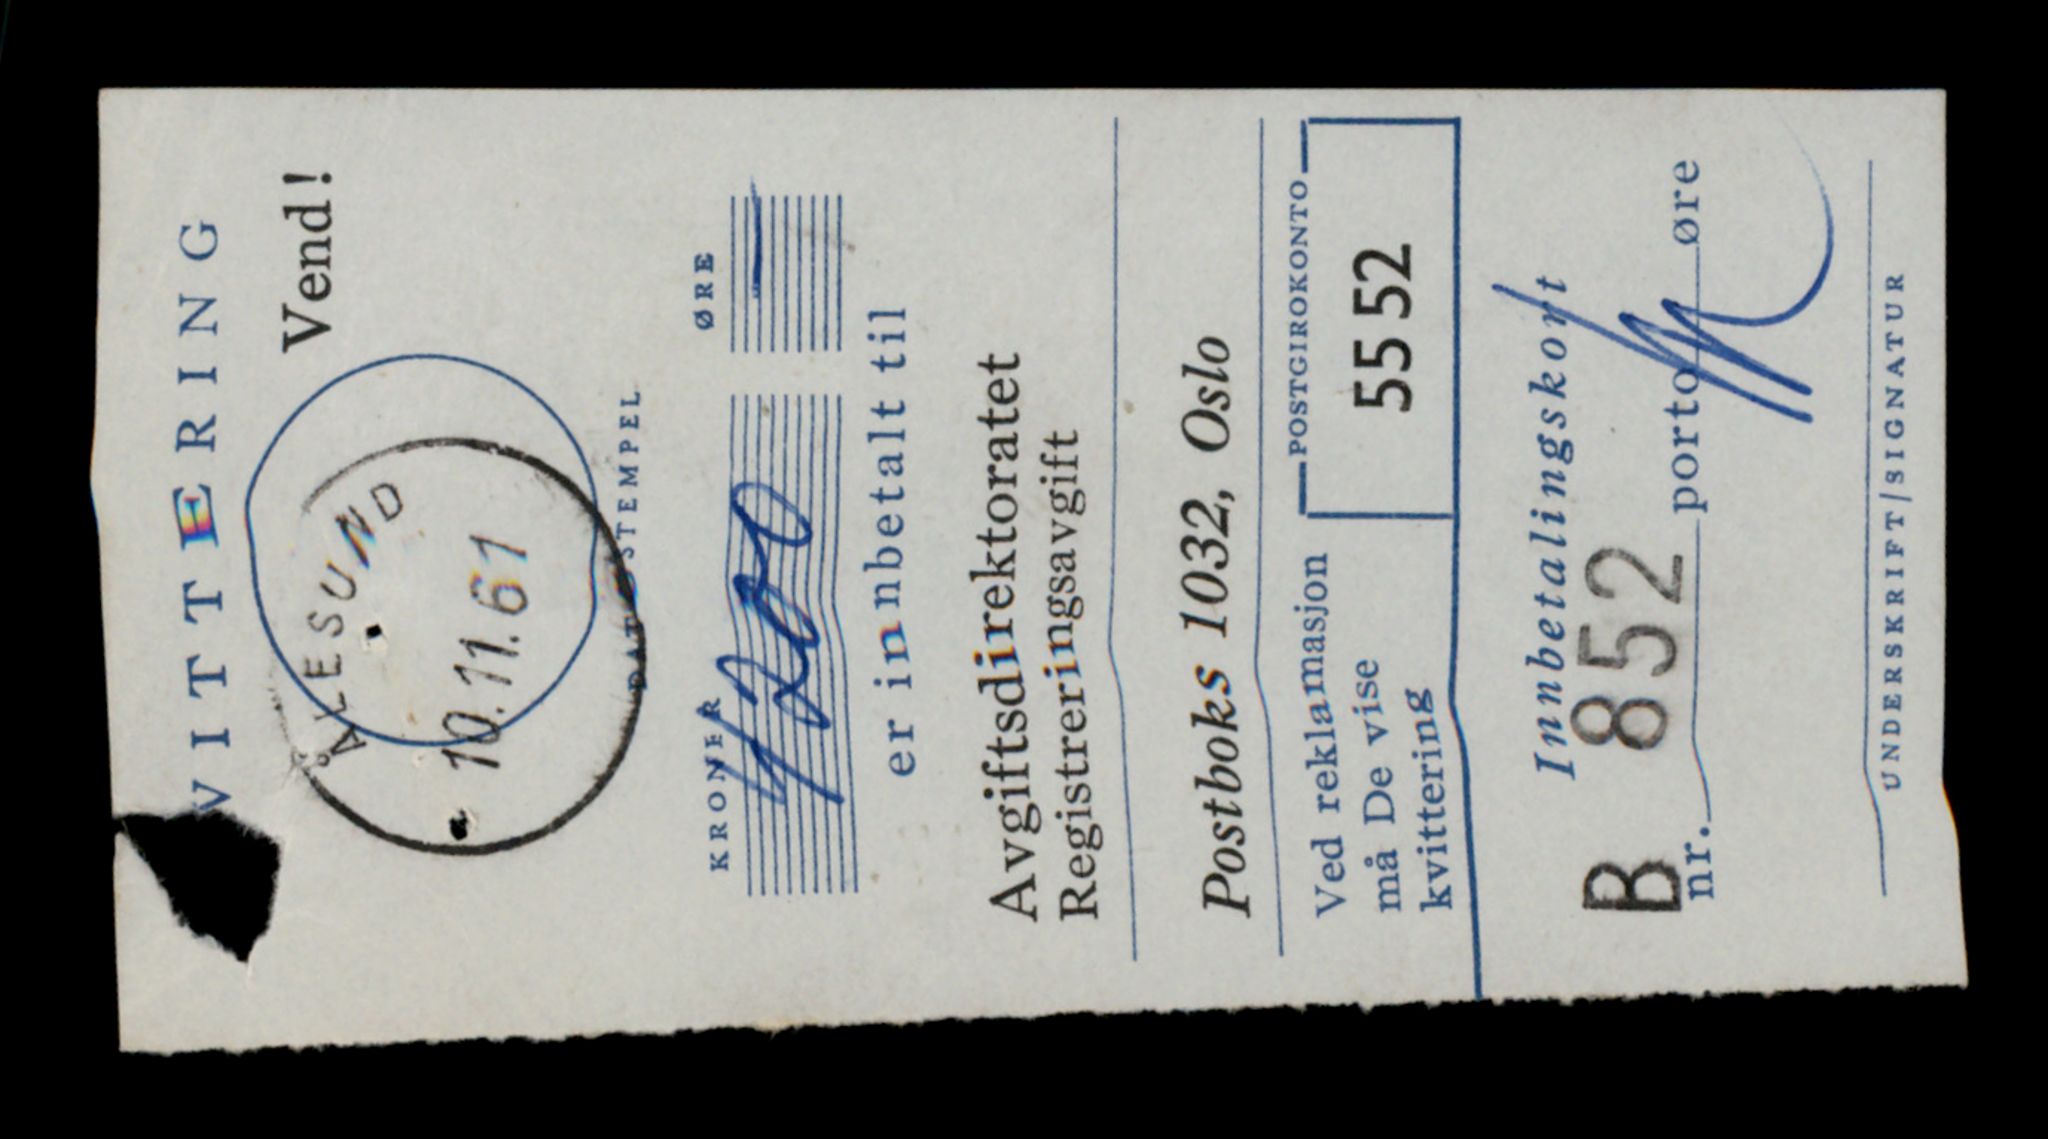 VITTERING
Vend!
ÅLESUND
10.11.61
DATOSTEMPEL
KRONER ØRE
er innbetalt til
Avgiftsdirektoratet
Registreringsavgift
Postboks 1032, Oslo
POSTGIROKONTO
5552
Ved reklamasjon
må De vise
kvittering
Innbetalingskort
B 852
nr. porto øre
UNDERSKRIFT/SIGNATUR